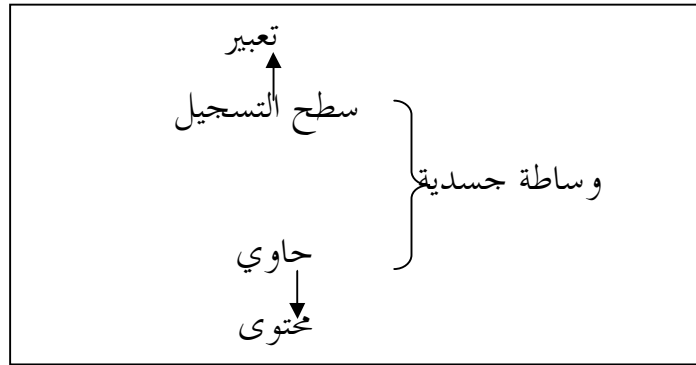 تعبير
سطح التسجيل
وساطة جسدية
حاوي
محتوى